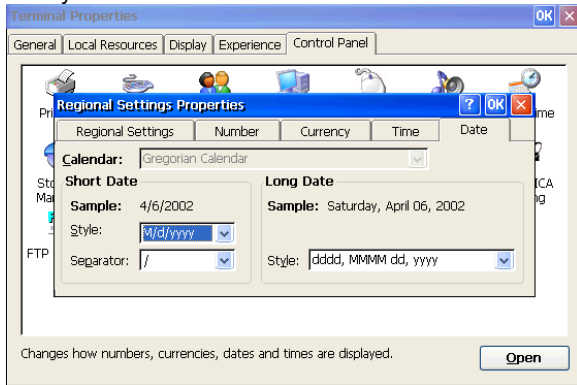 Terminal Properties OK
General Local Resources Display Experience Control Panel
Regional Settings Properties ? OK
Regional Settings Number Currency Time Date
Calendar: Gregorian Calendar
Short Date
Sample: 4/6/2002
Style: M/d/yyyy
Separator: /
Long Date
Sample: Saturday, April 06, 2002
Style: dddd, MMMM dd, yyyy
FTP
Changes how numbers, currencies, dates and times are displayed.
Open